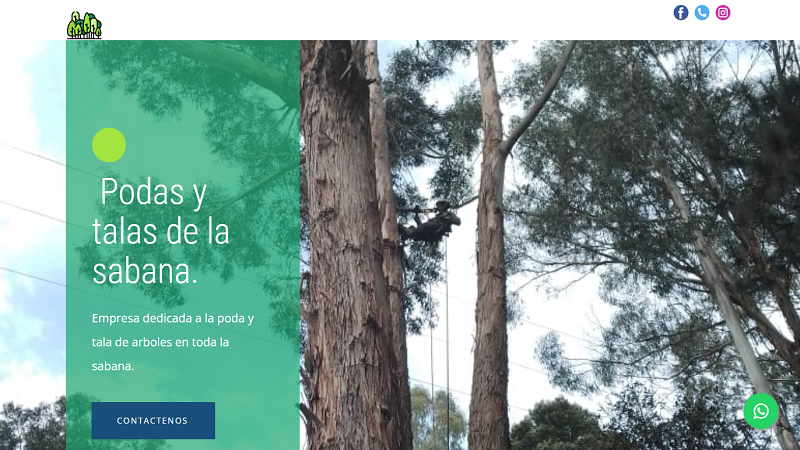 Podas y
talas de la
sabana.
Empresa dedicada a la poda y
tala de arboles en toda la
sabana.
CONTACTENOS